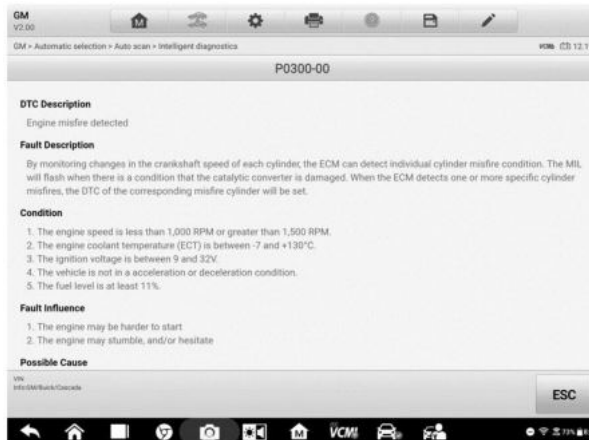 GM
V2.00
GM > Automatic selection > Auto scan > Intelligent diagnostics
VCMI 12.1
P0300-00
DTC Description
Engine misfire detected
Fault Description
By monitoring changes in the crankshaft speed of each cylinder, the ECM can detect individual cylinder misfire condition. The MIL
will flash when there is a condition that the catalytic converter is damaged. When the ECM detects one or more specific cylinder
misfires, the DTC of the corresponding misfire cylinder will be set.
Condition
1. The engine speed is less than 1,000 RPM or greater than 1,500 RPM.
2. The engine coolant temperature (ECT) is between -7 and +130°C.
3. The ignition voltage is between 9 and 32V.
4. The vehicle is not in a acceleration or deceleration condition.
5. The fuel level is at least 11%.
Fault Influence
1. The engine may be harder to start
2. The engine may stumble, and/or hesitate
Possible Cause
VIN
Info:GM/Buick/Cascada
ESC
M VCMI 73%